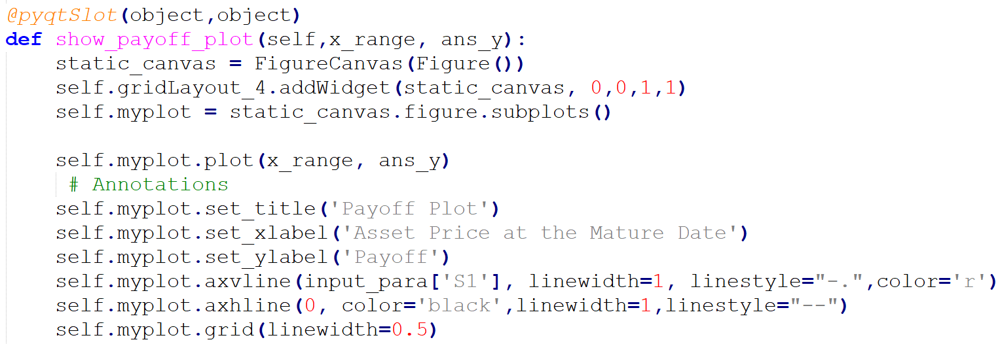 @pyqtSlot(object,object)
def show_payoff_plot(self,x_range, ans_y):
    static_canvas = FigureCanvas(Figure())
    self.gridLayout_4.addWidget(static_canvas, 0,0,1,1)
    self.myplot = static_canvas.figure.subplots()

    self.myplot.plot(x_range, ans_y)
     # Annotations
    self.myplot.set_title('Payoff Plot')
    self.myplot.set_xlabel('Asset Price at the Mature Date')
    self.myplot.set_ylabel('Payoff')
    self.myplot.axvline(input_para['S1'], linewidth=1, linestyle="-.",color='r')
    self.myplot.axhline(0, color='black',linewidth=1,linestyle="--")
    self.myplot.grid(linewidth=0.5)